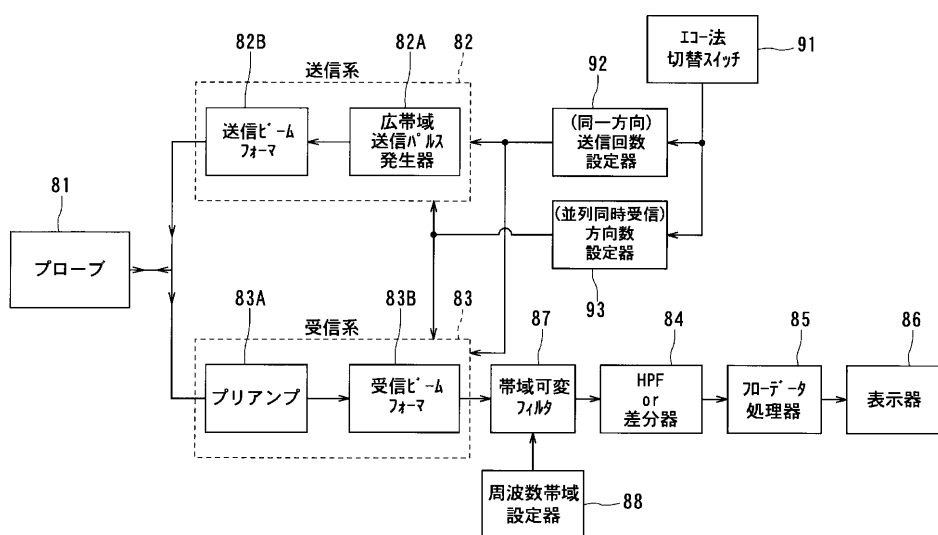 82B
82A
82
送信系
送信ビーム
フォーマ
広帯域
送信パルス
発生器
92
(同一方向)
送信回数
設定器
エコー法
切替スイッチ
91
81
プローブ
(並列同時受信)
方向数
設定器
93
83A
83B
83
受信系
プリアンプ
受信ビーム
フォーマ
87
帯域可変
フィルタ
84
HPF
or
差分器
85
フローデータ
処理器
86
表示器
周波数帯域
設定器
88